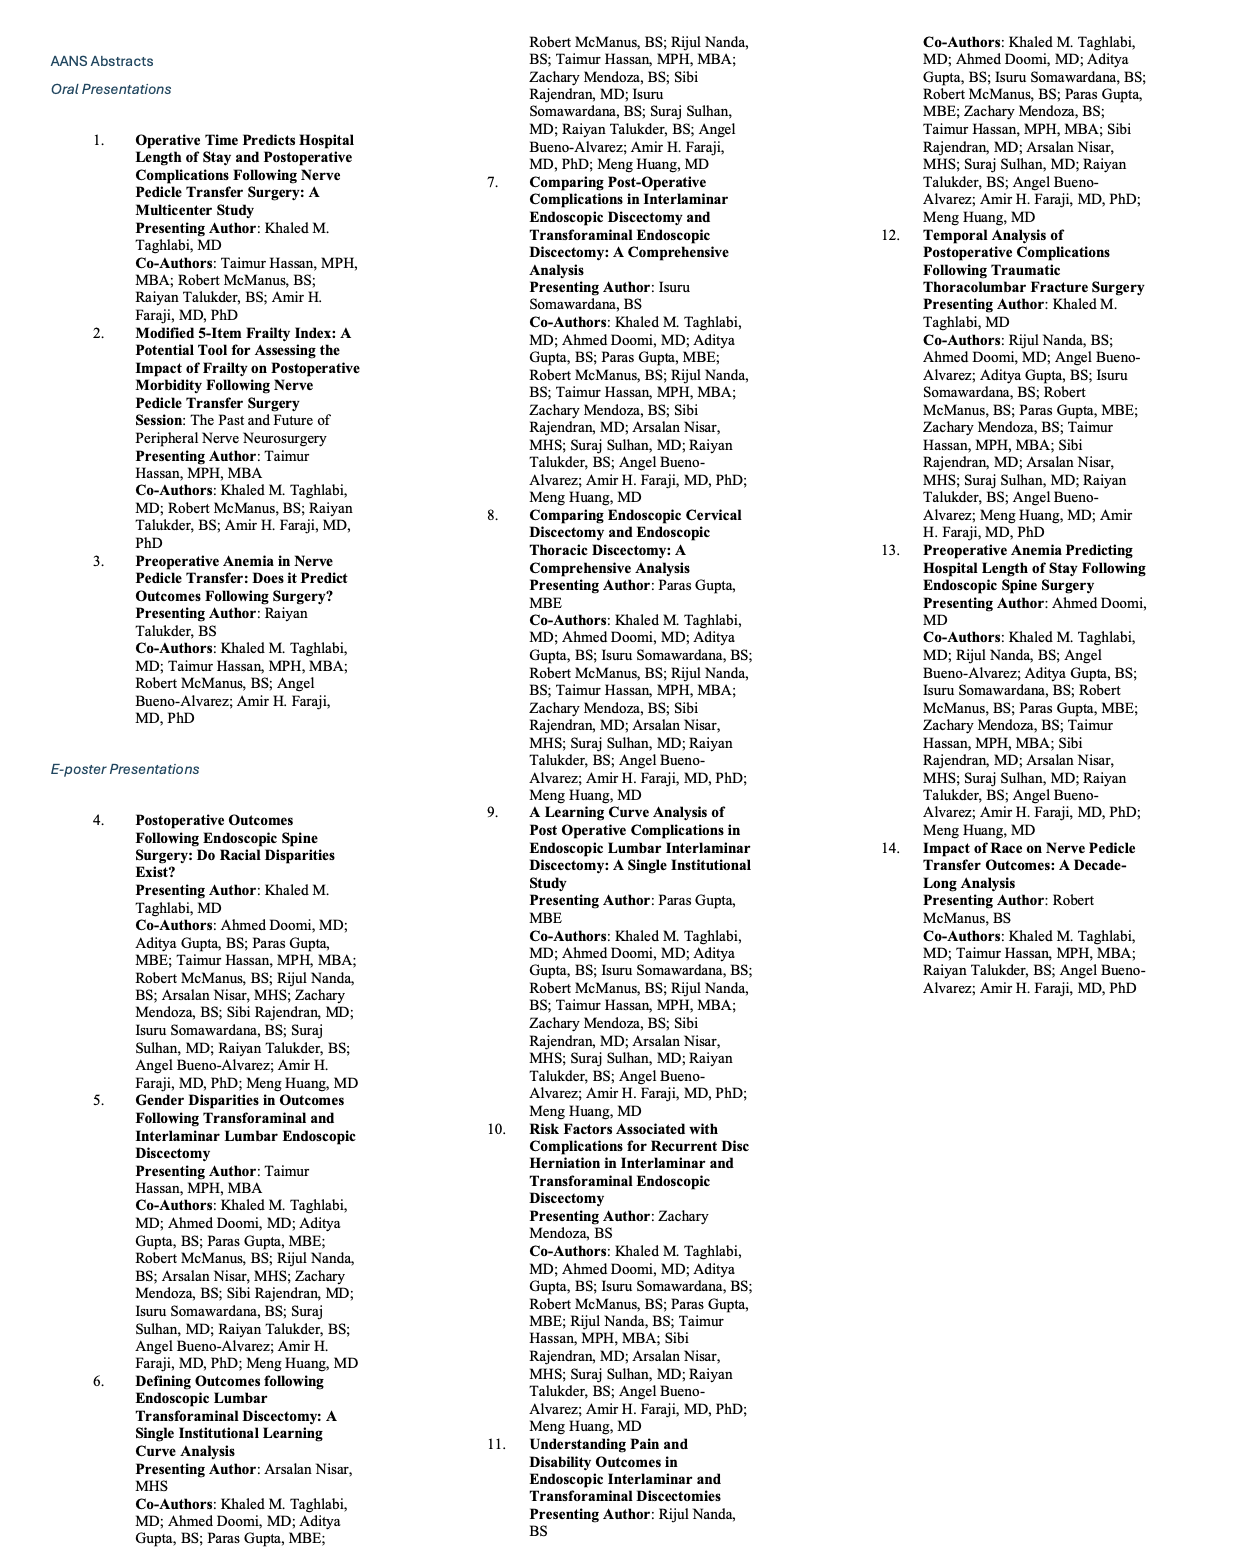 AANS Abstracts
Oral Presentations
1. Operative Time Predicts Hospital
Length of Stay and Postoperative
Complications Following Nerve
Pedicle Transfer Surgery: A
Multicenter Study
Presenting Author: Khaled M.
Taghlabi, MD
Co-Authors: Taimur Hassan, MPH,
MBA; Robert McManus, BS;
Raiyan Talukder, BS; Amir H.
Faraji, MD, PhD
2. Modified 5-Item Frailty Index: A
Potential Tool for Assessing the
Impact of Frailty on Postoperative
Morbidity Following Nerve
Pedicle Transfer Surgery
Session: The Past and Future of
Peripheral Nerve Neurosurgery
Presenting Author: Taimur
Hassan, MPH, MBA
Co-Authors: Khaled M. Taghlabi,
MD; Robert McManus, BS; Raiyan
Talukder, BS; Amir H. Faraji, MD,
PhD
3. Preoperative Anemia in Nerve
Pedicle Transfer: Does it Predict
Outcomes Following Surgery?
Presenting Author: Raiyan
Talukder, BS
Co-Authors: Khaled M. Taghlabi,
MD; Taimur Hassan, MPH, MBA;
Robert McManus, BS; Angel
Bueno-Alvarez; Amir H. Faraji,
MD, PhD
E-poster Presentations
4. Postoperative Outcomes
Following Endoscopic Spine
Surgery: Do Racial Disparities
Exist?
Presenting Author: Khaled M.
Taghlabi, MD
Co-Authors: Ahmed Doomi, MD;
Aditya Gupta, BS; Paras Gupta,
MBE; Taimur Hassan, MPH, MBA;
Robert McManus, BS; Rijul Nanda,
BS; Arsalan Nisar, MHS; Zachary
Mendoza, BS; Sibi Rajendran, MD;
Isuru Somawardana, BS; Suraj
Sulhan, MD; Raiyan Talukder, BS;
Angel Bueno-Alvarez; Amir H.
Faraji, MD, PhD; Meng Huang, MD
5. Gender Disparities in Outcomes
Following Transforaminal and
Interlaminar Lumbar Endoscopic
Discectomy
Presenting Author: Taimur
Hassan, MPH, MBA
Co-Authors: Khaled M. Taghlabi,
MD; Ahmed Doomi, MD; Aditya
Gupta, BS; Paras Gupta, MBE;
Robert McManus, BS; Rijul Nanda,
BS; Arsalan Nisar, MHS; Zachary
Mendoza, BS; Sibi Rajendran, MD;
Isuru Somawardana, BS; Suraj
Sulhan, MD; Raiyan Talukder, BS;
Angel Bueno-Alvarez; Amir H.
Faraji, MD, PhD; Meng Huang, MD
6. Defining Outcomes following
Endoscopic Lumbar
Transforaminal Discectomy: A
Single Institutional Learning
Curve Analysis
Presenting Author: Arsalan Nisar,
MHS
Co-Authors: Khaled M. Taghlabi,
MD; Ahmed Doomi, MD; Aditya
Gupta, BS; Paras Gupta, MBE;
Robert McManus, BS; Rijul Nanda,
BS; Taimur Hassan, MPH, MBA;
Zachary Mendoza, BS; Sibi
Rajendran, MD; Isuru
Somawardana, BS; Suraj Sulhan,
MD; Raiyan Talukder, BS; Angel
Bueno-Alvarez; Amir H. Faraji,
MD, PhD; Meng Huang, MD
7. Comparing Post-Operative
Complications in Interlaminar
Endoscopic Discectomy and
Transforaminal Endoscopic
Discectomy: A Comprehensive
Analysis
Presenting Author: Isuru
Somawardana, BS
Co-Authors: Khaled M. Taghlabi,
MD; Ahmed Doomi, MD; Aditya
Gupta, BS; Paras Gupta, MBE;
Robert McManus, BS; Rijul Nanda,
BS; Taimur Hassan, MPH, MBA;
Zachary Mendoza, BS; Sibi
Rajendran, MD; Arsalan Nisar,
MHS; Suraj Sulhan, MD; Raiyan
Talukder, BS; Angel Bueno-
Alvarez; Amir H. Faraji, MD, PhD;
Meng Huang, MD
8. Comparing Endoscopic Cervical
Discectomy and Endoscopic
Thoracic Discectomy: A
Comprehensive Analysis
Presenting Author: Paras Gupta,
MBE
Co-Authors: Khaled M. Taghlabi,
MD; Ahmed Doomi, MD; Aditya
Gupta, BS; Isuru Somawardana, BS;
Robert McManus, BS; Rijul Nanda,
BS; Taimur Hassan, MPH, MBA;
Zachary Mendoza, BS; Sibi
Rajendran, MD; Arsalan Nisar,
MHS; Suraj Sulhan, MD; Raiyan
Talukder, BS; Angel Bueno-
Alvarez; Amir H. Faraji, MD, PhD;
Meng Huang, MD
9. A Learning Curve Analysis of
Post Operative Complications in
Endoscopic Lumbar Interlaminar
Discectomy: A Single Institutional
Study
Presenting Author: Paras Gupta,
MBE
Co-Authors: Khaled M. Taghlabi,
MD; Ahmed Doomi, MD; Aditya
Gupta, BS; Isuru Somawardana, BS;
Robert McManus, BS; Rijul Nanda,
BS; Taimur Hassan, MPH, MBA;
Zachary Mendoza, BS; Sibi
Rajendran, MD; Arsalan Nisar,
MHS; Suraj Sulhan, MD; Raiyan
Talukder, BS; Angel Bueno-
Alvarez; Amir H. Faraji, MD, PhD;
Meng Huang, MD
10. Risk Factors Associated with
Complications for Recurrent Disc
Herniation in Interlaminar and
Transforaminal Endoscopic
Discectomy
Presenting Author: Zachary
Mendoza, BS
Co-Authors: Khaled M. Taghlabi,
MD; Ahmed Doomi, MD; Aditya
Gupta, BS; Isuru Somawardana, BS;
Robert McManus, BS; Paras Gupta,
MBE; Rijul Nanda, BS; Taimur
Hassan, MPH, MBA; Sibi
Rajendran, MD; Arsalan Nisar,
MHS; Suraj Sulhan, MD; Raiyan
Talukder, BS; Angel Bueno-
Alvarez; Amir H. Faraji, MD, PhD;
Meng Huang, MD
11. Understanding Pain and
Disability Outcomes in
Endoscopic Interlaminar and
Transforaminal Discectomies
Presenting Author: Rijul Nanda,
BS
Co-Authors: Khaled M. Taghlabi,
MD; Ahmed Doomi, MD; Aditya
Gupta, BS; Isuru Somawardana, BS;
Robert McManus, BS; Paras Gupta,
MBE; Zachary Mendoza, BS;
Taimur Hassan, MPH, MBA; Sibi
Rajendran, MD; Arsalan Nisar,
MHS; Suraj Sulhan, MD; Raiyan
Talukder, BS; Angel Bueno-
Alvarez; Amir H. Faraji, MD, PhD;
Meng Huang, MD
12. Temporal Analysis of
Postoperative Complications
Following Traumatic
Thoracolumbar Fracture Surgery
Presenting Author: Khaled M.
Taghlabi, MD
Co-Authors: Rijul Nanda, BS;
Ahmed Doomi, MD; Angel Bueno-
Alvarez; Aditya Gupta, BS; Isuru
Somawardana, BS; Robert
McManus, BS; Paras Gupta, MBE;
Zachary Mendoza, BS; Taimur
Hassan, MPH, MBA; Sibi
Rajendran, MD; Arsalan Nisar,
MHS; Suraj Sulhan, MD; Raiyan
Talukder, BS; Angel Bueno-
Alvarez; Meng Huang, MD; Amir
H. Faraji, MD, PhD
13. Preoperative Anemia Predicting
Hospital Length of Stay Following
Endoscopic Spine Surgery
Presenting Author: Ahmed Doomi,
MD
Co-Authors: Khaled M. Taghlabi,
MD; Rijul Nanda, BS; Angel
Bueno-Alvarez; Aditya Gupta, BS;
Isuru Somawardana, BS; Robert
McManus, BS; Paras Gupta, MBE;
Zachary Mendoza, BS; Taimur
Hassan, MPH, MBA; Sibi
Rajendran, MD; Arsalan Nisar,
MHS; Suraj Sulhan, MD; Raiyan
Talukder, BS; Angel Bueno-
Alvarez; Amir H. Faraji, MD, PhD;
Meng Huang, MD
14. Impact of Race on Nerve Pedicle
Transfer Outcomes: A Decade-
Long Analysis
Presenting Author: Robert
McManus, BS
Co-Authors: Khaled M. Taghlabi,
MD; Taimur Hassan, MPH, MBA;
Raiyan Talukder, BS; Angel Bueno-
Alvarez; Amir H. Faraji, MD, PhD